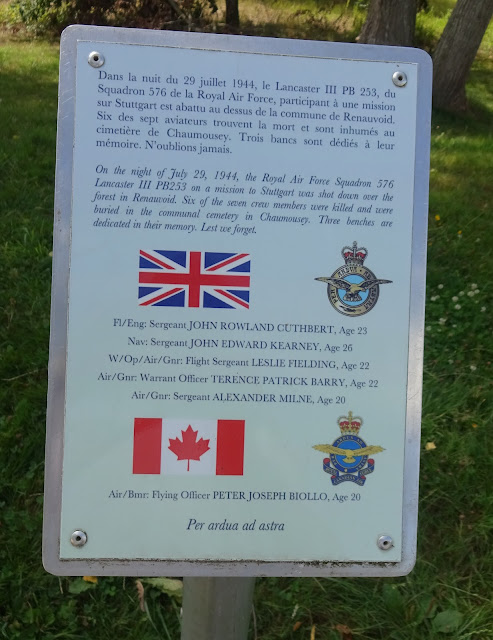 Dans la nuit du 29 juillet 1944, le Lancaster III PB 253, du
Squadron 576 de la Royal Air Force, participant à une mission
sur Stuttgart est abattu au dessus de la commune de Renauvoid.
Six des sept aviateurs trouvent la mort et sont inhumés au
cimetière de Chaumousey. Trois bancs sont dédiés à leur
mémoire. N'oublions jamais.
On the night of July 29, 1944, the Royal Air Force Squadron 576
Lancaster III PB253 on a mission to Stuttgart was shot down over the
forest in Renauvoid. Six of the seven crew members were killed and were
buried in the communal cemetery in Chaumousey. Three benches are
dedicated in their memory. Lest we forget.
Fl/Eng: Sergeant JOHN ROWLAND CUTHBERT, Age 23
Nav: Sergeant JOHN EDWARD KEARNEY, Age 26
W/Op/Air/Gnr: Flight Sergeant LESLIE FIELDING, Age 22
Air/Gnr: Warrant Officer TERENCE PATRICK BARRY, Age 22
Air/Gnr: Sergeant ALEXANDER MILNE, Age 20
Air/Bmr: Flying Officer PETER JOSEPH BIOLLO, Age 20
Per ardua ad astra